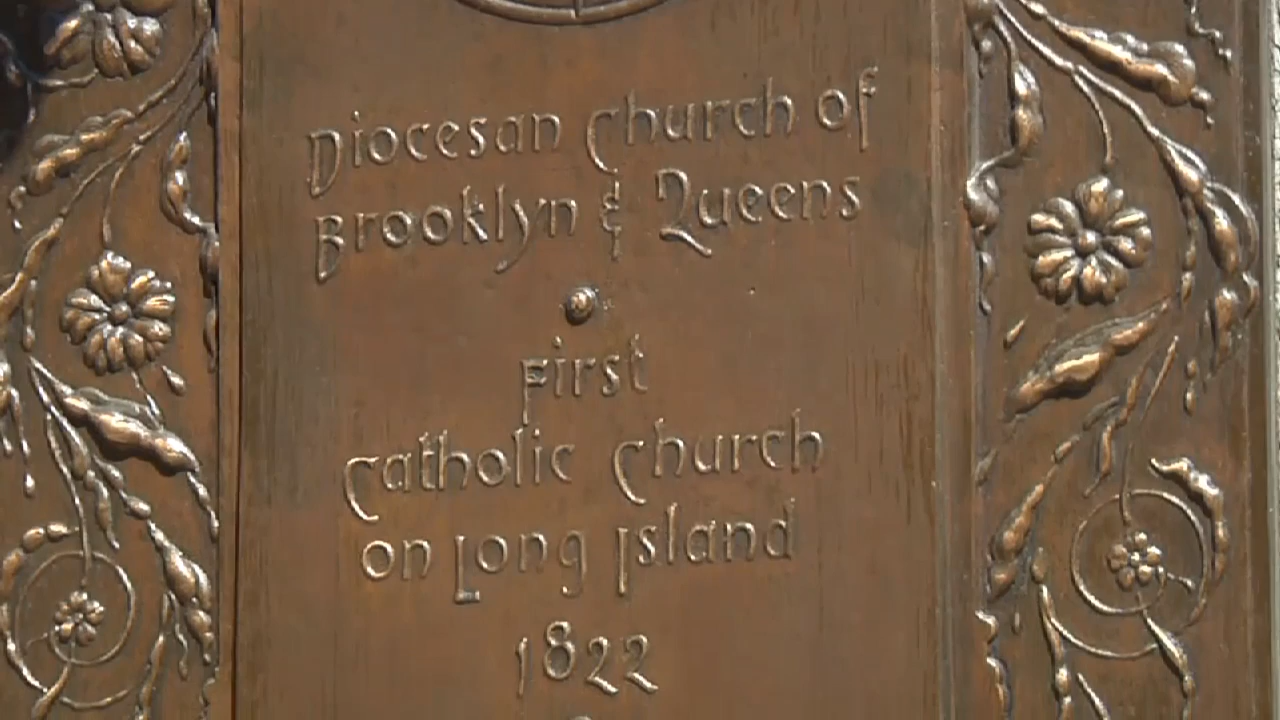 Diocesan Church of
Brooklyn & Queens
First
Catholic Church
on Long Island
1822